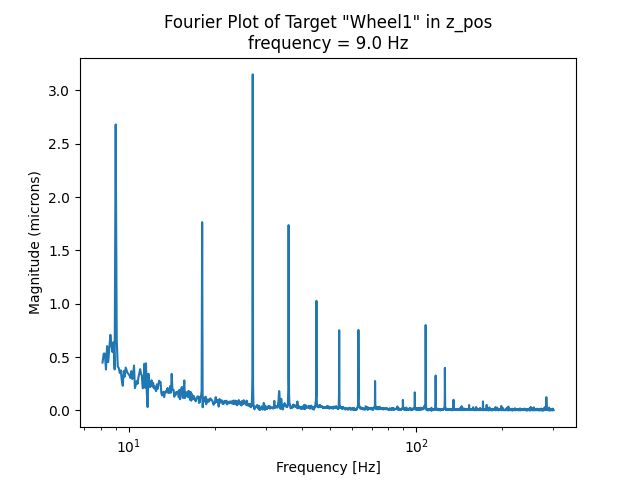 Fourier Plot of Target "Wheel1" in z_pos
frequency = 9.0 Hz
Magnitude (microns)
3.0
2.5
2.0
1.5
1.0
0.5
0.0
10¹
10²
Frequency [Hz]